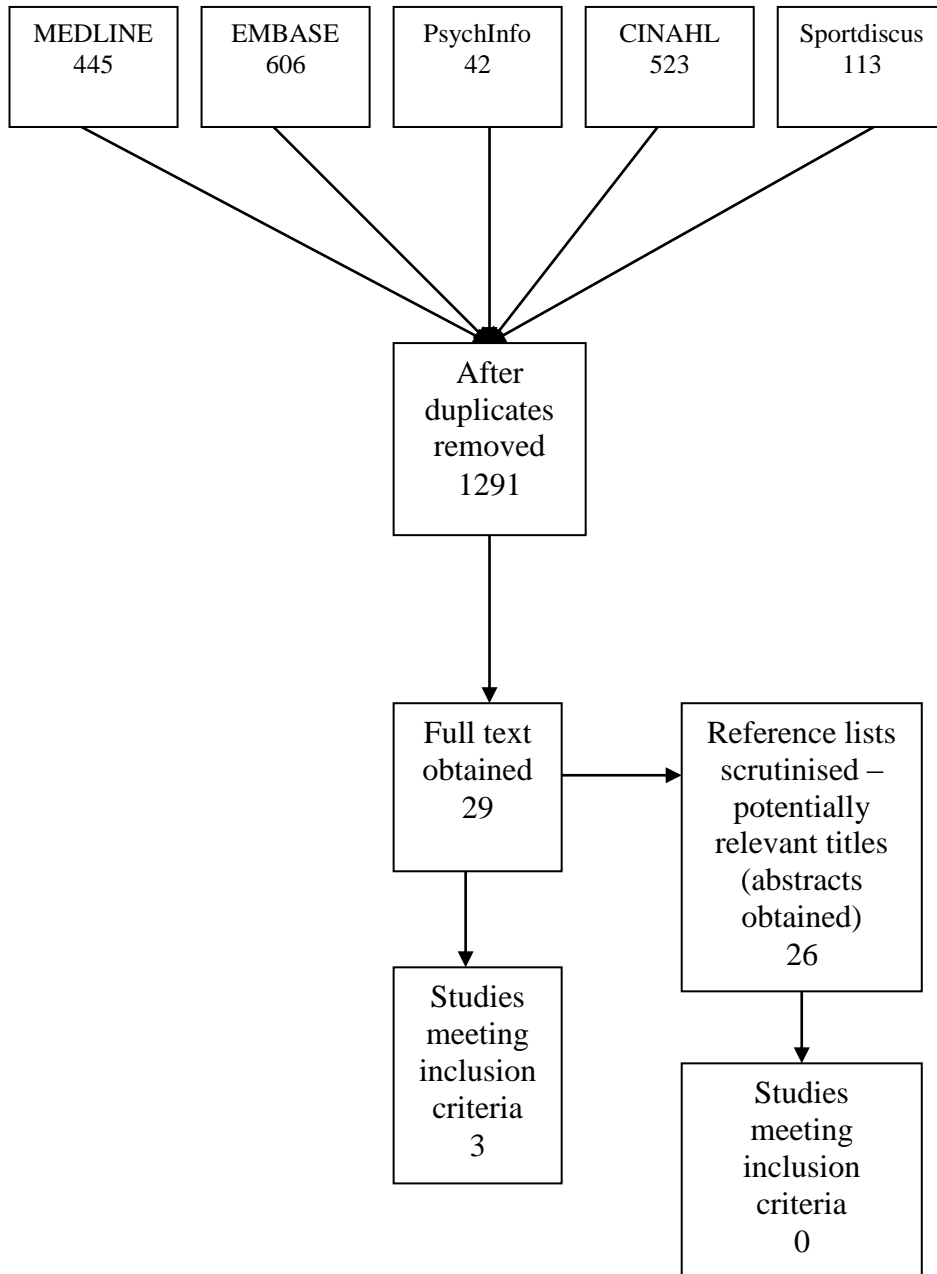 MEDLINE
445
EMBASE
606
PsychInfo
42
CINAHL
523
Sportdiscus
113
After
duplicates
removed
1291
Full text
obtained
29
Reference lists
scrutinised –
potentially
relevant titles
(abstracts
obtained)
26
Studies
meeting
inclusion
criteria
3
Studies
meeting
inclusion
criteria
0